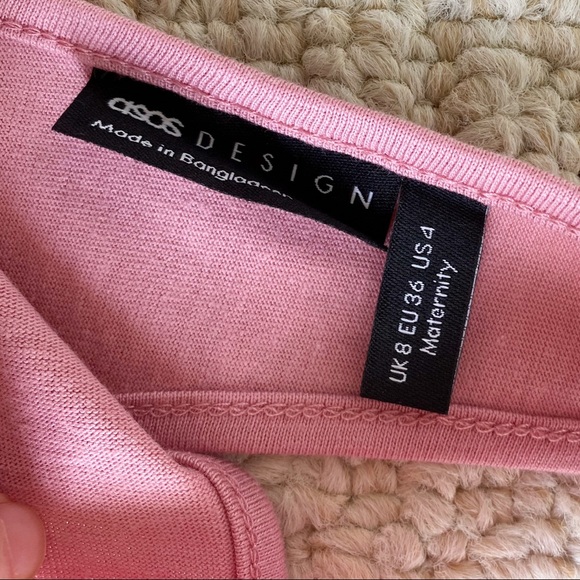 asos DESIGN
Made in
UK 8 EU 36 US 4
Maternity